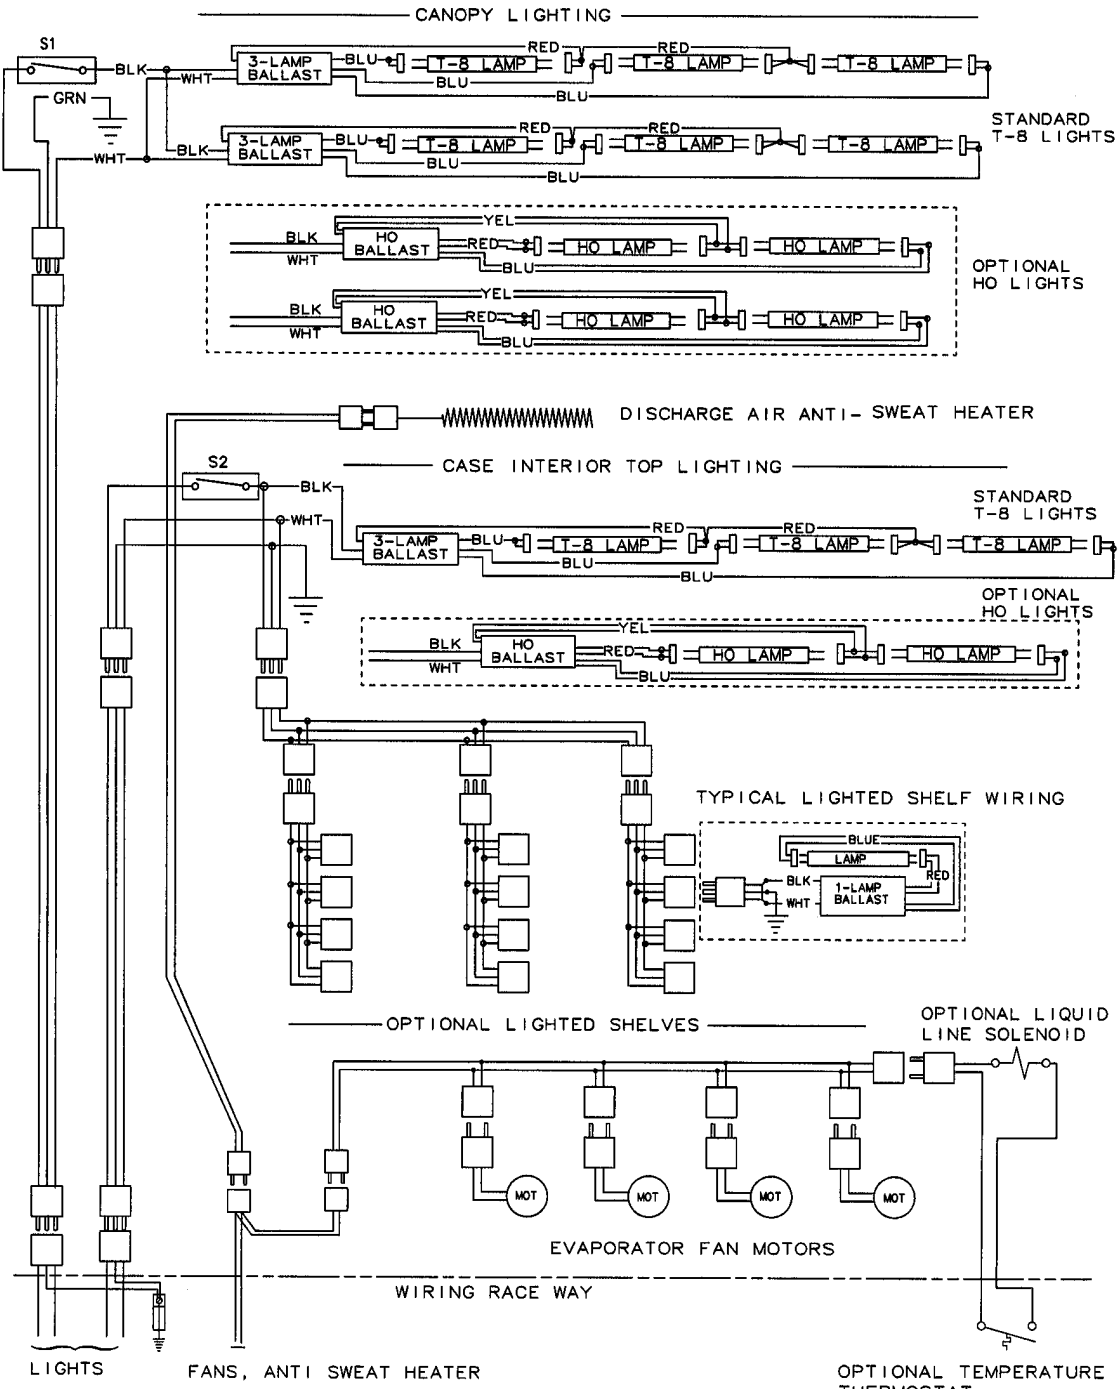 CANOPY LIGHTING
S1
BLK
WHT
GRN
3-LAMP
BALLAST
RED
RED
BLU
T-8 LAMP
T-8 LAMP
T-8 LAMP
BLU
BLU
STANDARD
T-8 LIGHTS
WHT
BLK
3-LAMP
BALLAST
RED
RED
BLU
T-8 LAMP
T-8 LAMP
T-8 LAMP
BLU
BLU
YEL
BLK
WHT
HO
BALLAST
RED
HO LAMP
HO LAMP
BLU
OPTIONAL
HO LIGHTS
YEL
BLK
WHT
HO
BALLAST
RED
HO LAMP
HO LAMP
BLU
DISCHARGE AIR ANTI- SWEAT HEATER
S2
CASE INTERIOR TOP LIGHTING
BLK
WHT
STANDARD
T-8 LIGHTS
RED
RED
3-LAMP
BALLAST
BLU
T-8 LAMP
T-8 LAMP
T-8 LAMP
BLU
BLU
OPTIONAL
HO LIGHTS
YEL
BLK
WHT
HO
BALLAST
RED
HO LAMP
HO LAMP
BLU
TYPICAL LIGHTED SHELF WIRING
BLUE
LAMP
RED
BLK
WHT
1-LAMP
BALLAST
OPTIONAL LIGHTED SHELVES
OPTIONAL LIQUID
LINE SOLENOID
MOT
MOT
MOT
MOT
EVAPORATOR FAN MOTORS
WIRING RACE WAY
LIGHTS
FANS, ANTI SWEAT HEATER
OPTIONAL TEMPERATURE